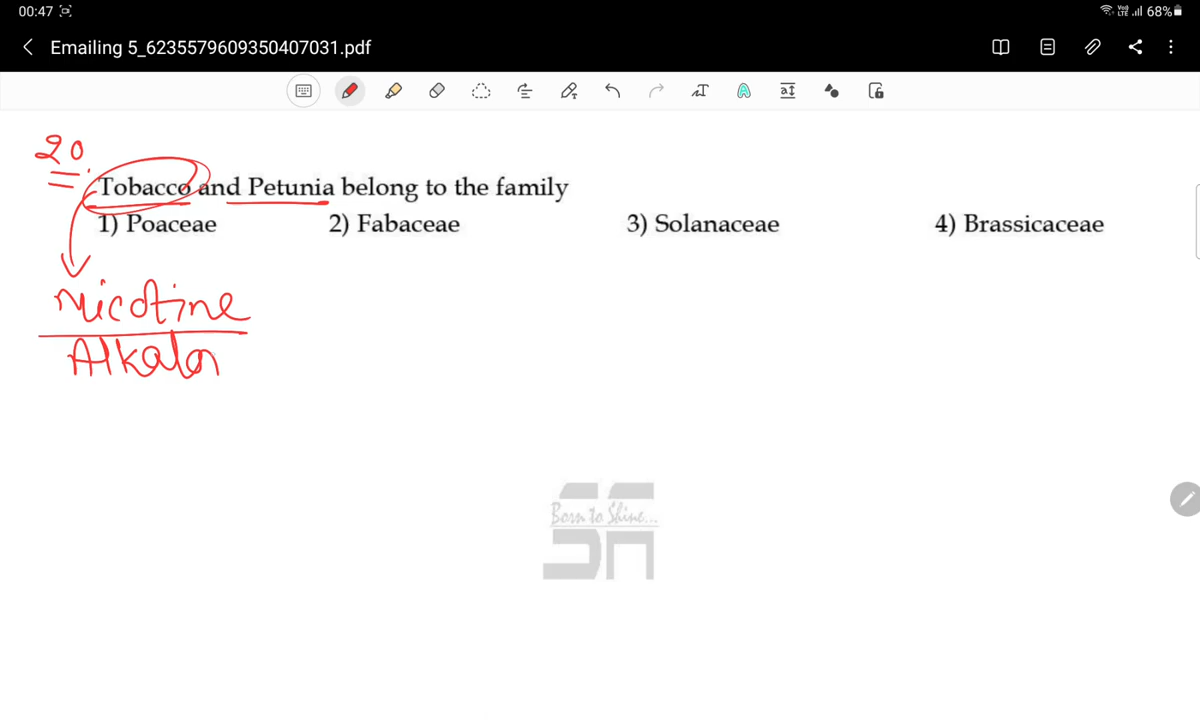 00:47 68%
Emailing 5_6235579609350407031.pdf
20.
Tobacco and Petunia belong to the family
1) Poaceae 2) Fabaceae 3) Solanaceae 4) Brassicaceae
Nicotine
Born to Shine...
SR